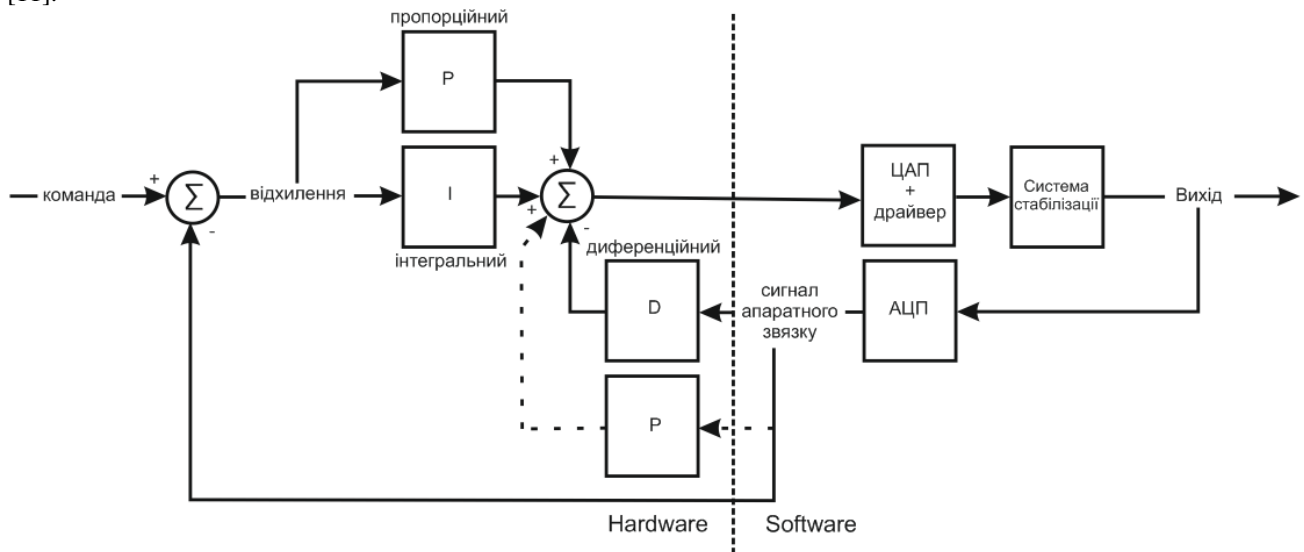 пропорційний
P
команда
+
Σ
-
відхилення
I
інтегральний
+
+
Σ
-
диференційний
D
P
сигнал
апаратного
звязку
ЦАП
+
драйвер
Система
стабілізації
Вихід
АЦП
Hardware
Software